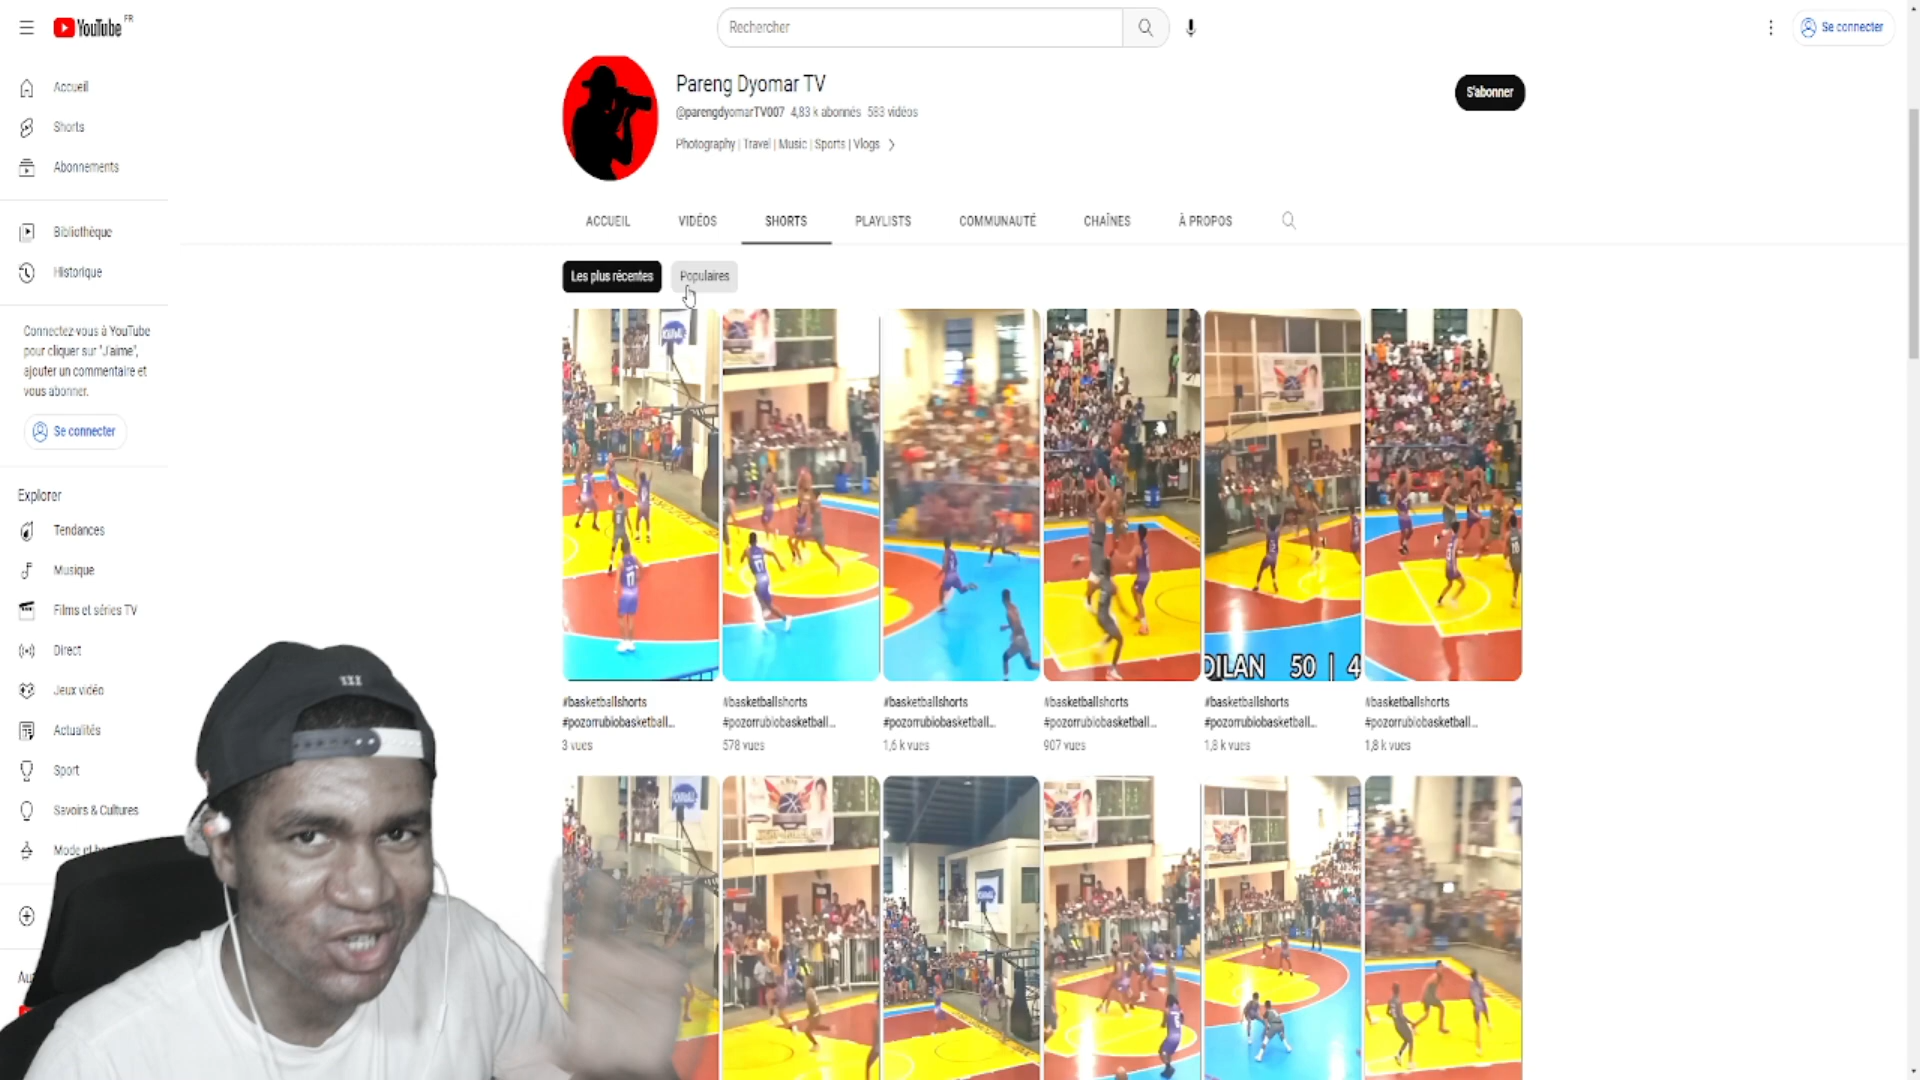 YouTube FR
Rechercher
Se connecter
Accueil
Shorts
Abonnements
Bibliothèque
Historique
Connectez-vous à YouTube
pour cliquer sur "J'aime",
ajouter un commentaire et
vous abonner.
Se connecter
Explorer
Tendances
Musique
Films et séries TV
Direct
Jeux vidéo
Actualités
Sport
Savoirs & Cultures
Mode et
Au
Pareng Dyomar TV
@parengdyomarTV007 4,83 k abonnés 583 vidéos
Photography | Travel | Music | Sports | Vlogs
S'abonner
ACCUEIL VIDÉOS SHORTS PLAYLISTS COMMUNAUTÉ CHAÎNES À PROPOS
Les plus récentes Populaires
DILAN 50 | 4
#basketballshorts
#pozorrubiobasketball...
3 vues
#basketballshorts
#pozorrubiobasketball...
578 vues
#basketballshorts
#pozorrubiobasketball...
1,6 k vues
#basketballshorts
#pozorrubiobasketball...
907 vues
#basketballshorts
#pozorrubiobasketball...
1,8 k vues
#basketballshorts
#pozorrubiobasketball...
1,8 k vues